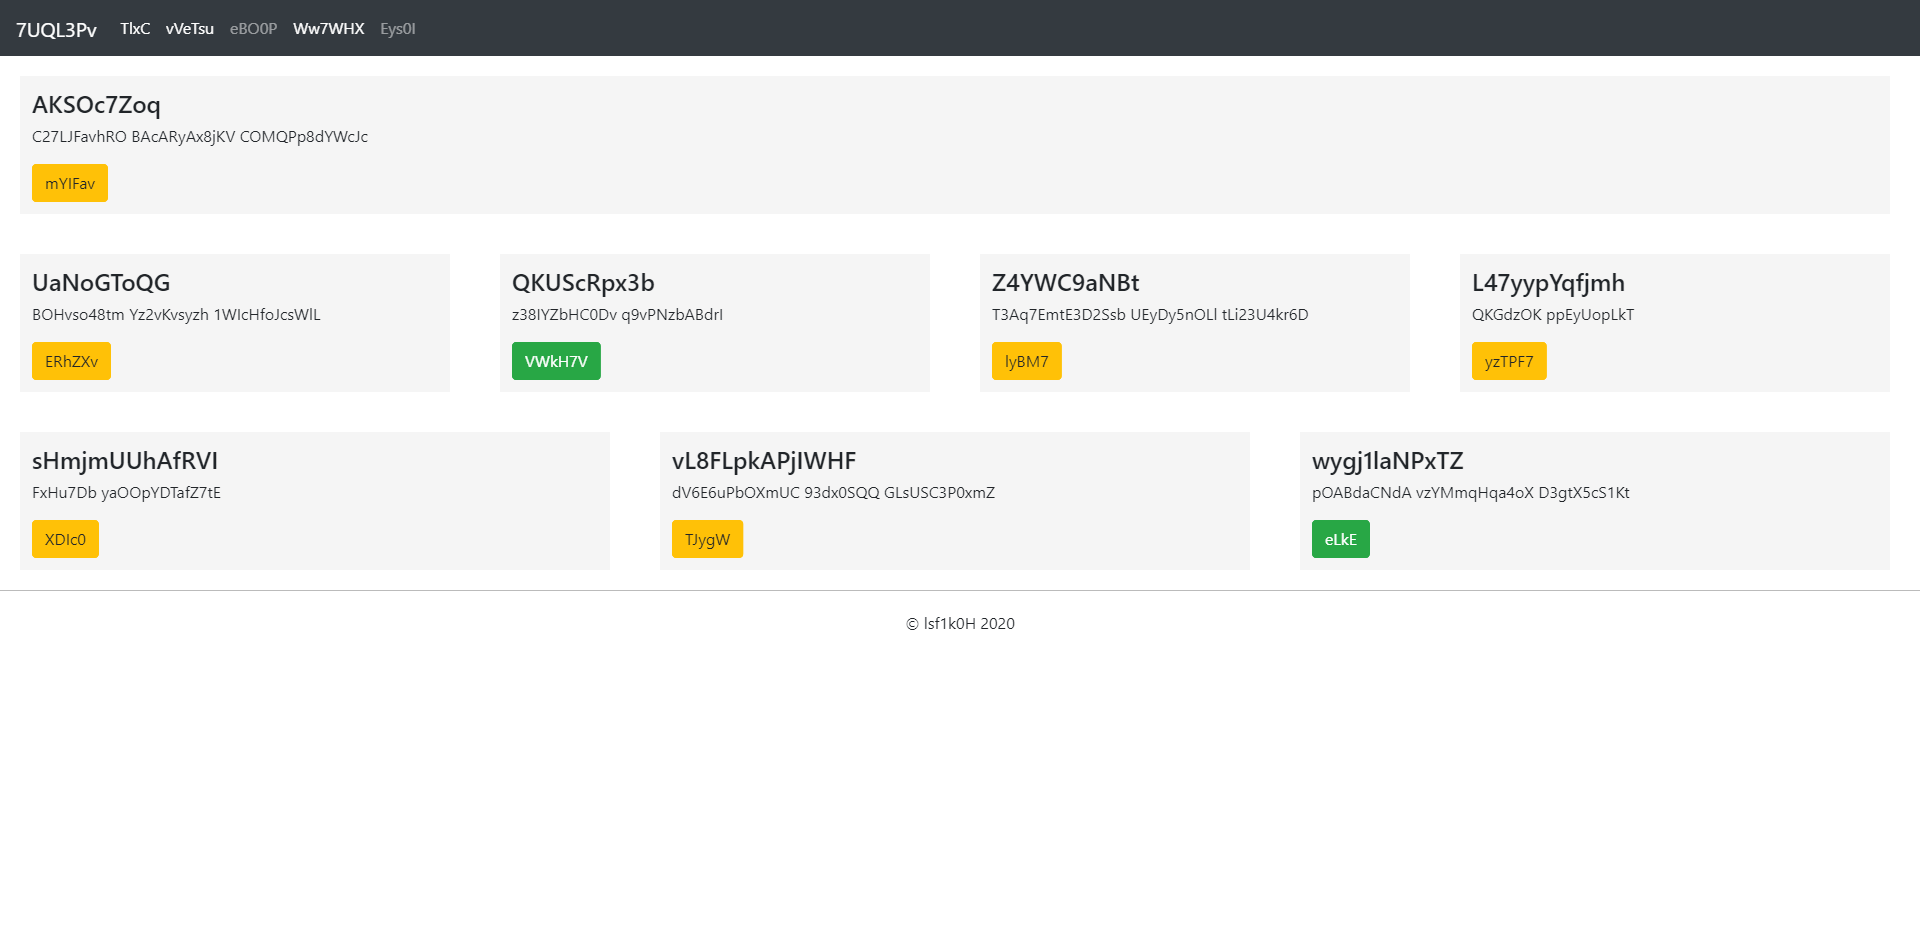 7UQL3Pv TlxC vVeTsu eBO0P Ww7WHX Eys0I
AKSOc7Zoq
C27LJFavhRO BAcARyAx8jKV COMQPp8dYWcJc
mYIFav
UaNoGToQG
BOHvso48tm Yz2vKvsyzh 1WIcHfoJcsWlL
ERhZXv
QKUScRpx3b
z38IYZbHC0Dv q9vPNzbABdrI
VWkH7V
Z4YWC9aNBt
T3Aq7EmtE3D2Ssb UEyDy5nOLl tLi23U4kr6D
lyBM7
L47yypYqfjmh
QKGdzOK ppEyUopLkT
yzTPF7
sHmjmUUhAfRVI
FxHu7Db yaOOpYDTafZ7tE
XDIc0
vL8FLpkAPjIWHF
dV6E6uPbOXmUC 93dx0SQQ GLsUSC3P0xmZ
TJygW
wygj1laNPxTZ
pOABdaCNdA vzYMmqHqa4oX D3gtX5cS1Kt
eLkE
© lsf1k0H 2020